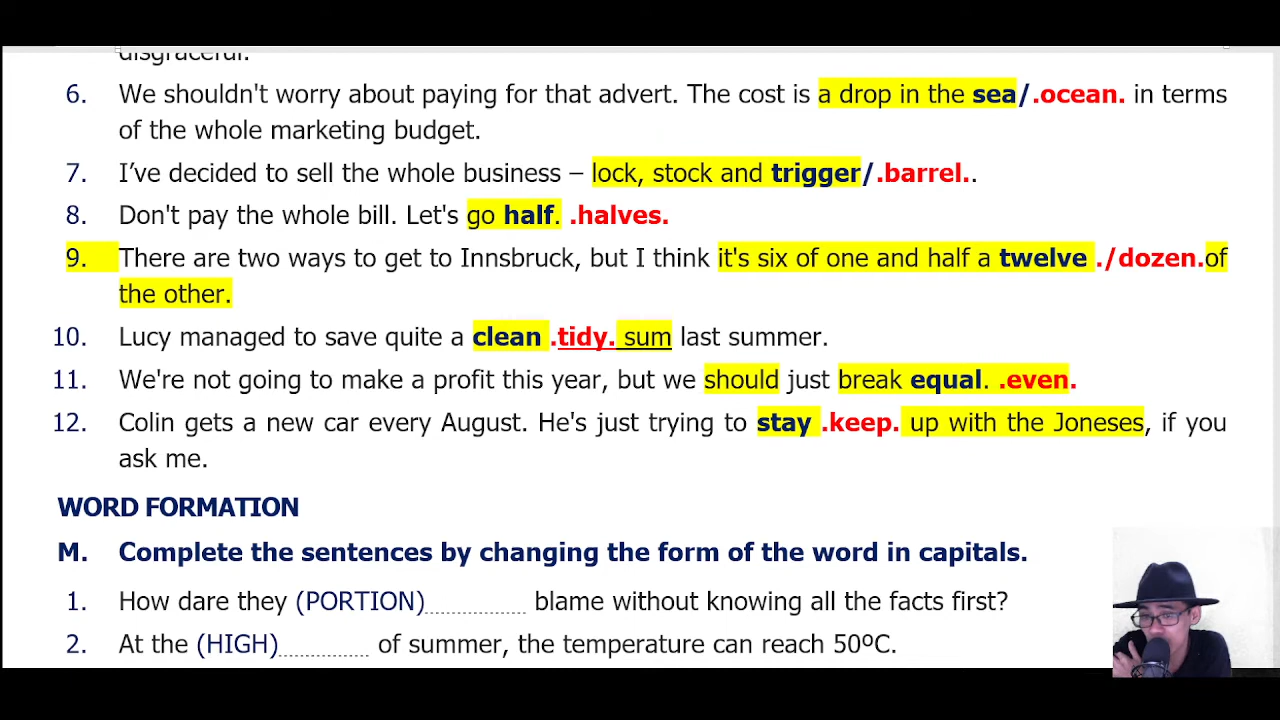 disgraceful.
6. We shouldn't worry about paying for that advert. The cost is a drop in the sea/.ocean. in terms
of the whole marketing budget.
7. I've decided to sell the whole business – lock, stock and trigger/.barrel..
8. Don't pay the whole bill. Let's go half. .halves.
9. There are two ways to get to Innsbruck, but I think it's six of one and half a twelve ./dozen.of
the other.
10. Lucy managed to save quite a clean .tidy. sum last summer.
11. We're not going to make a profit this year, but we should just break equal. .even.
12. Colin gets a new car every August. He's just trying to stay .keep. up with the Joneses, if you
ask me.
WORD FORMATION
M. Complete the sentences by changing the form of the word in capitals.
1. How dare they (PORTION).................... blame without knowing all the facts first?
2. At the (HIGH).................. of summer, the temperature can reach 50ºC.